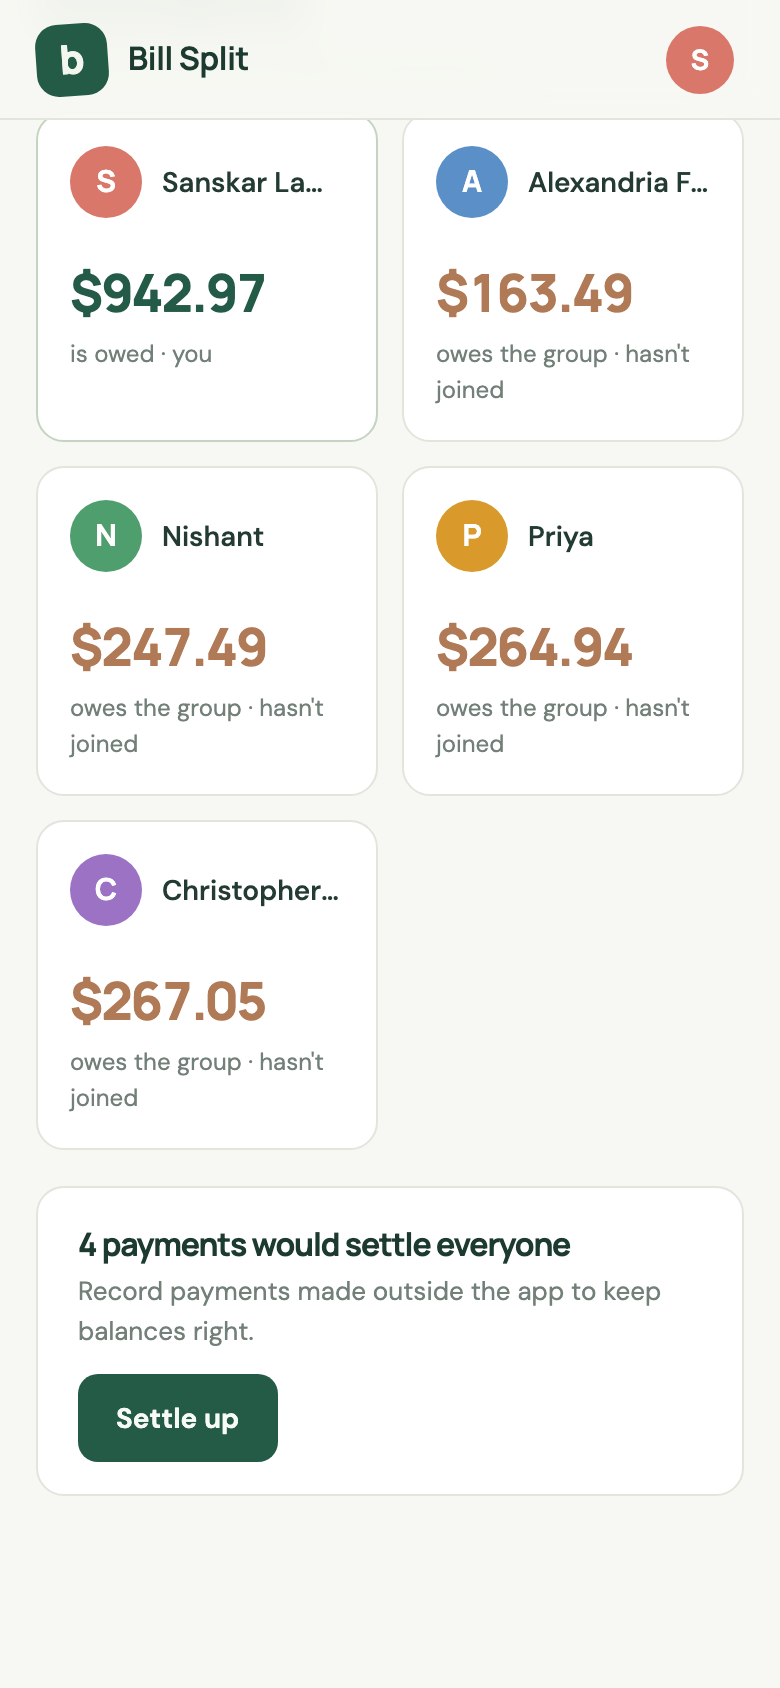 b
Bill Split
S
S
Sanskar La...
$942.97
is owed · you
A
Alexandria F...
$163.49
owes the group · hasn't
joined
N
Nishant
$247.49
owes the group · hasn't
joined
P
Priya
$264.94
owes the group · hasn't
joined
C
Christopher...
$267.05
owes the group · hasn't
joined
4 payments would settle everyone
Record payments made outside the app to keep
balances right.
Settle up